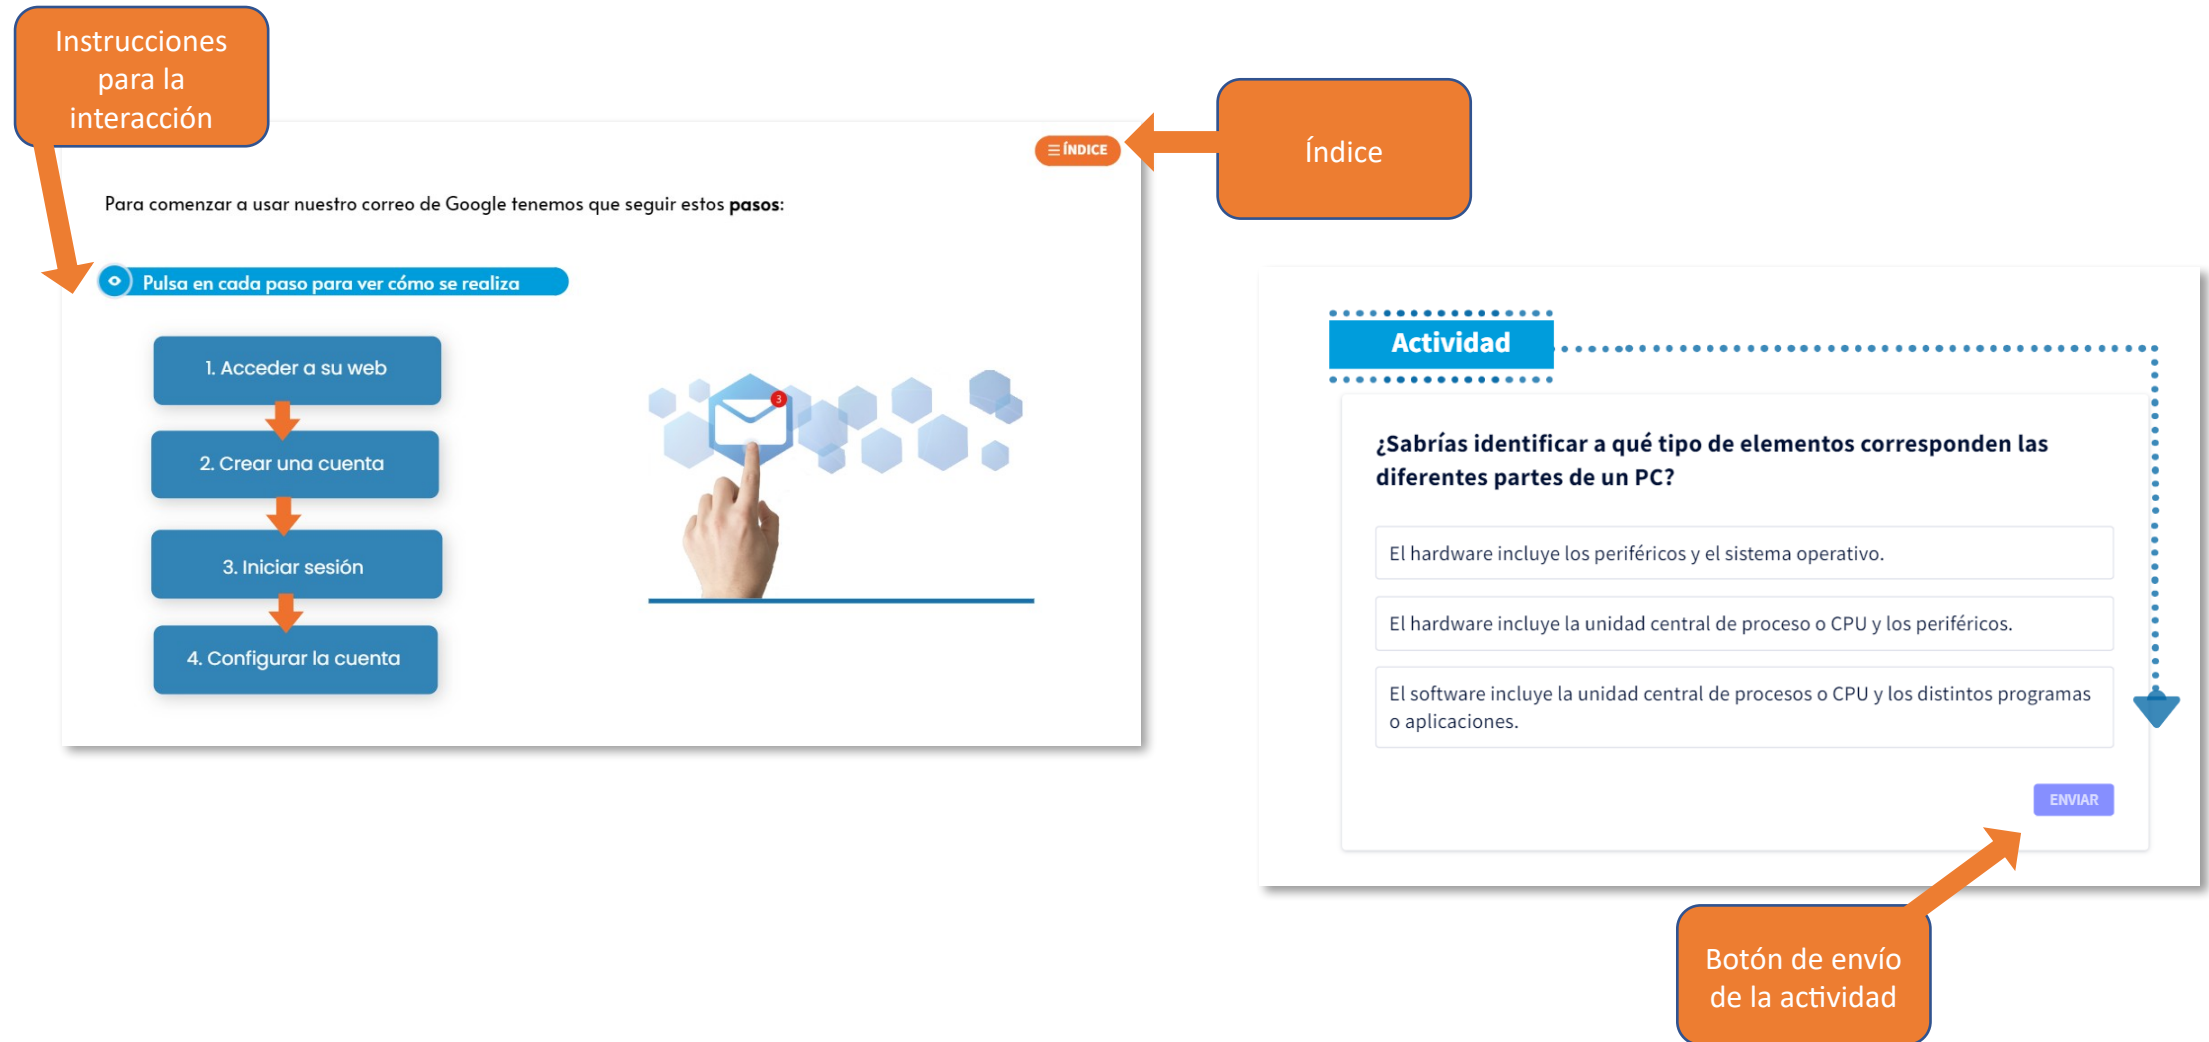 Instrucciones
para la
interacción
≡ ÍNDICE
Índice
Para comenzar a usar nuestro correo de Google tenemos que seguir estos pasos:
Pulsa en cada paso para ver cómo se realiza
1. Acceder a su web
2. Crear una cuenta
3. Iniciar sesión
4. Configurar la cuenta
3
Actividad
¿Sabrías identificar a qué tipo de elementos corresponden las
diferentes partes de un PC?
El hardware incluye los periféricos y el sistema operativo.
El hardware incluye la unidad central de proceso o CPU y los periféricos.
El software incluye la unidad central de procesos o CPU y los distintos programas
o aplicaciones.
ENVIAR
Botón de envío
de la actividad